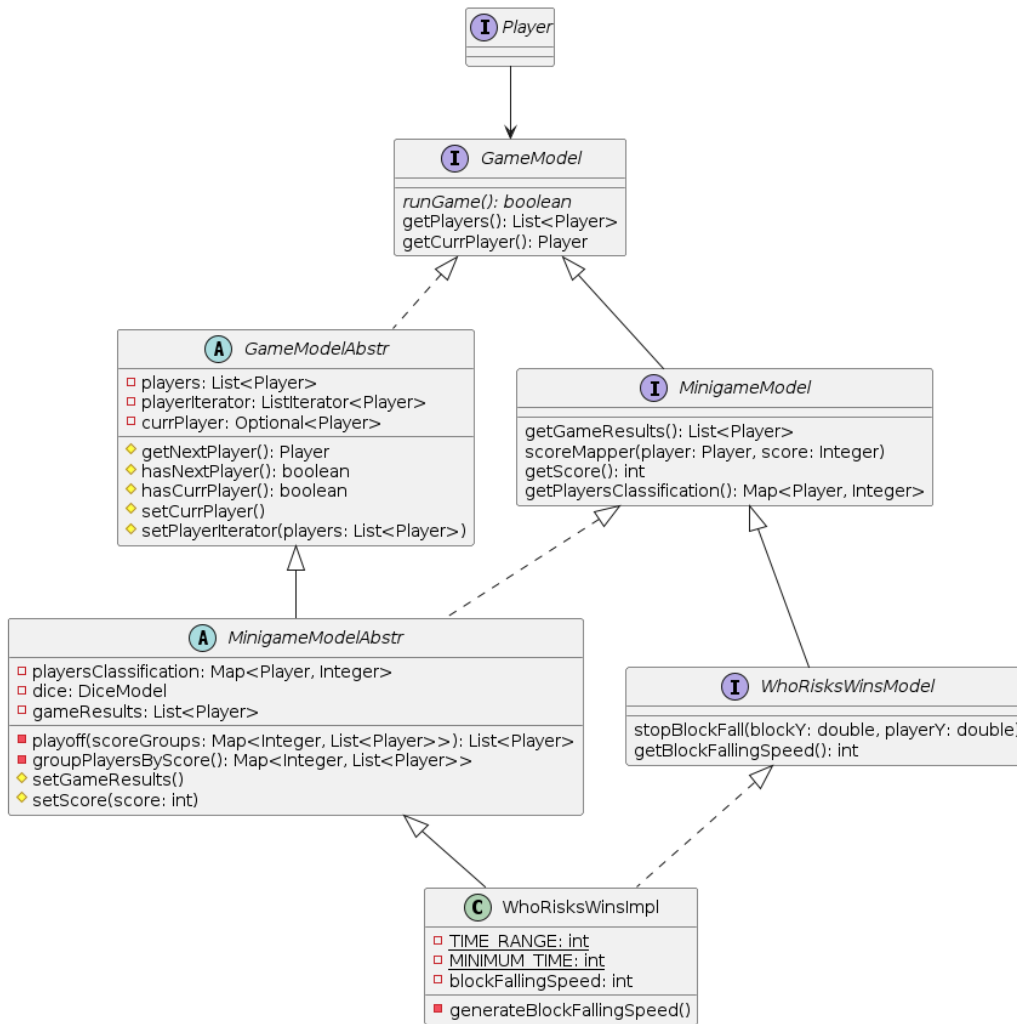 I Player
I GameModel
runGame(): boolean
getPlayers(): List<Player>
getCurrPlayer(): Player
A GameModelAbstr
players: List<Player>
playerIterator: ListIterator<Player>
currPlayer: Optional<Player>
getNextPlayer(): Player
hasNextPlayer(): boolean
hasCurrPlayer(): boolean
setCurrPlayer()
setPlayerIterator(players: List<Player>)
I MinigameModel
getGameResults(): List<Player>
scoreMapper(player: Player, score: Integer)
getScore(): int
getPlayersClassification(): Map<Player, Integer>
A MinigameModelAbstr
playersClassification: Map<Player, Integer>
dice: DiceModel
gameResults: List<Player>
playoff(scoreGroups: Map<Integer, List<Player>>): List<Player>
groupPlayersByScore(): Map<Integer, List<Player>>
setGameResults()
setScore(score: int)
I WhoRisksWinsModel
stopBlockFall(blockY: double, playerY: double)
getBlockFallingSpeed(): int
C WhoRisksWinsImpl
TIME_RANGE: int
MINIMUM_TIME: int
blockFallingSpeed: int
generateBlockFallingSpeed()